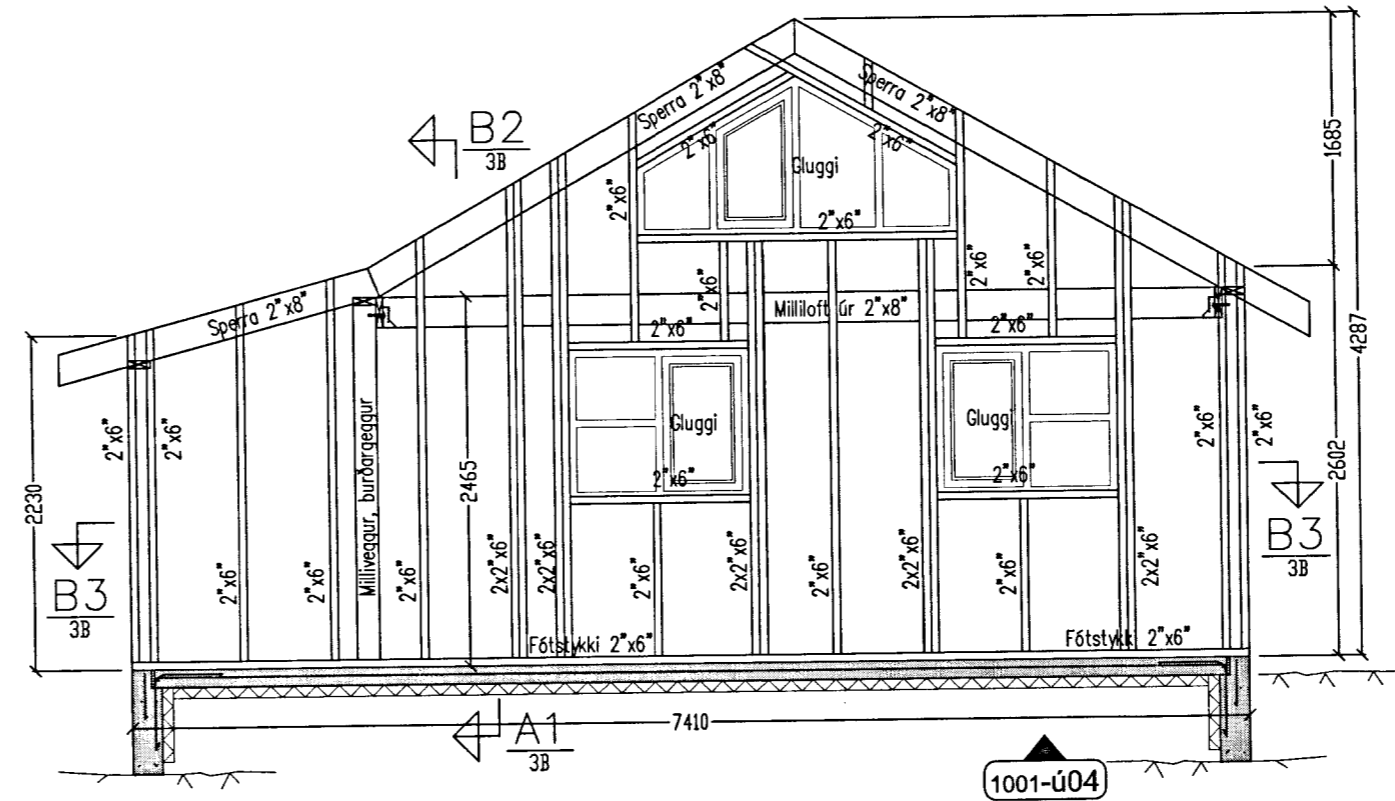 Sperra 2"x8"
Sperra 2"x8"
B2
3B
2"x6"
2"x6"
Gluggi
1685
2"x6"
2"x6"
2"x6"
2"x6"
2"x6"
Sperra 2"x8"
Milliloft úr 2"x8"
2"x6"
2"x6"
4287
2"x6"
2"x6"
Gluggi
Gluggi
2"x6"
2"x6"
2"x6"
2"x6"
2230
Milliveggur, burðarveggur
2465
2602
B3
3B
B3
3B
2"x6"
2"x6"
2"x6"
2x2"x6"
2x2"x6"
2"x6"
2x2"x6"
2"x6"
2x2"x6"
2"x6"
2x2"x6"
Fótstykki 2"x6"
Fótstykki 2"x6"
7410
A1
3B
1001-ú04